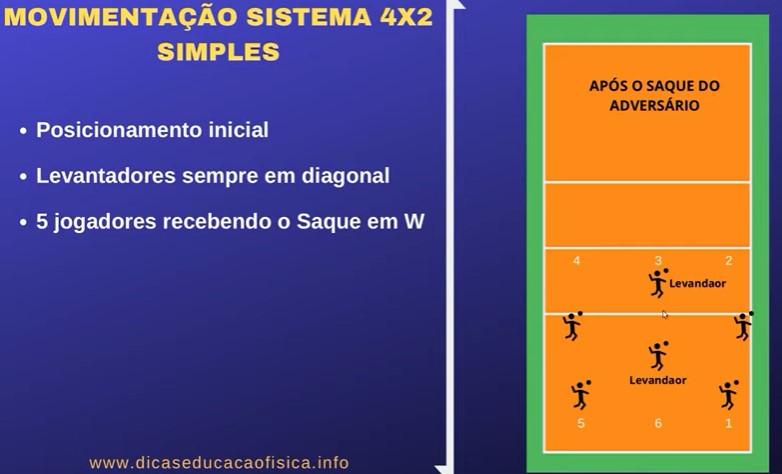 MOVIMENTAÇÃO SISTEMA 4X2
SIMPLES
• Posicionamento inicial
• Levantadores sempre em diagonal
• 5 jogadores recebendo o Saque em W
www.dicaseducacaofisica.info
APÓS O SAQUE DO
ADVERSÁRIO
4 3 2
Levandaor
Levandaor
5 6 1